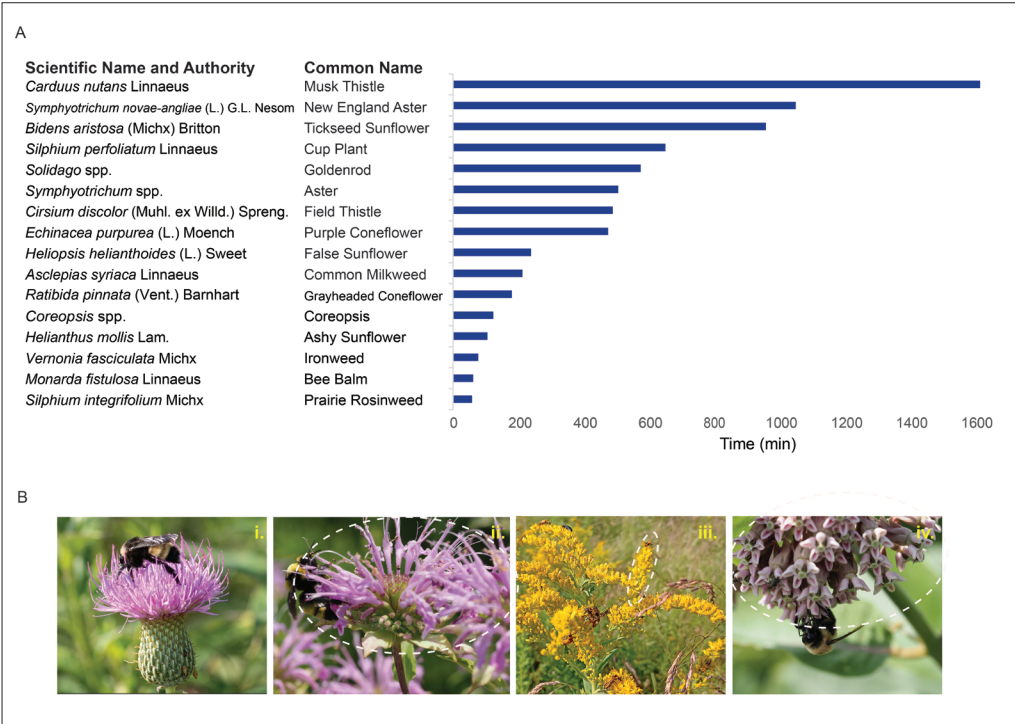 A
Scientific Name and Authority Common Name
Carduus nutans Linnaeus Musk Thistle
Symphyotrichum novae-angliae (L.) G.L. Nesom New England Aster
Bidens aristosa (Michx) Britton Tickseed Sunflower
Silphium perfoliatum Linnaeus Cup Plant
Solidago spp. Goldenrod
Symphyotrichum spp. Aster
Cirsium discolor (Muhl. ex Willd.) Spreng. Field Thistle
Echinacea purpurea (L.) Moench Purple Coneflower
Heliopsis helianthoides (L.) Sweet False Sunflower
Asclepias syriaca Linnaeus Common Milkweed
Ratibida pinnata (Vent.) Barnhart Grayheaded Coneflower
Coreopsis spp. Coreopsis
Helianthus mollis Lam. Ashy Sunflower
Vernonia fasciculata Michx Ironweed
Monarda fistulosa Linnaeus Bee Balm
Silphium integrifolium Michx Prairie Rosinweed
0 200 400 600 800 1000 1200 1400 1600
Time (min)
B
i. ii. iii. iv.